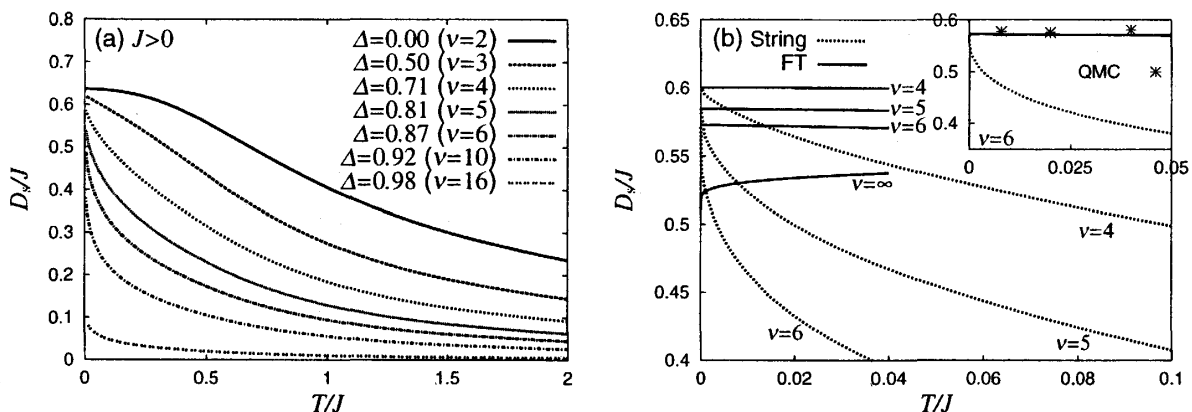 (a) J>0
Δ=0.00 (ν=2)
Δ=0.50 (ν=3)
Δ=0.71 (ν=4)
Δ=0.81 (ν=5)
Δ=0.87 (ν=6)
Δ=0.92 (ν=10)
Δ=0.98 (ν=16)
0.8
0.7
0.6
0.5
0.4
0.3
0.2
0.1
0
Ds/J
0 0.5 1 1.5 2
T/J
(b) String
FT
0.65
0.6
0.55
0.5
0.45
0.4
Ds/J
ν=4
ν=5
ν=6
ν=∞
ν=4
ν=5
ν=6
0 0.02 0.04 0.06 0.08 0.1
T/J
0.6
0.5
0.4
QMC
ν=6
0 0.025 0.05